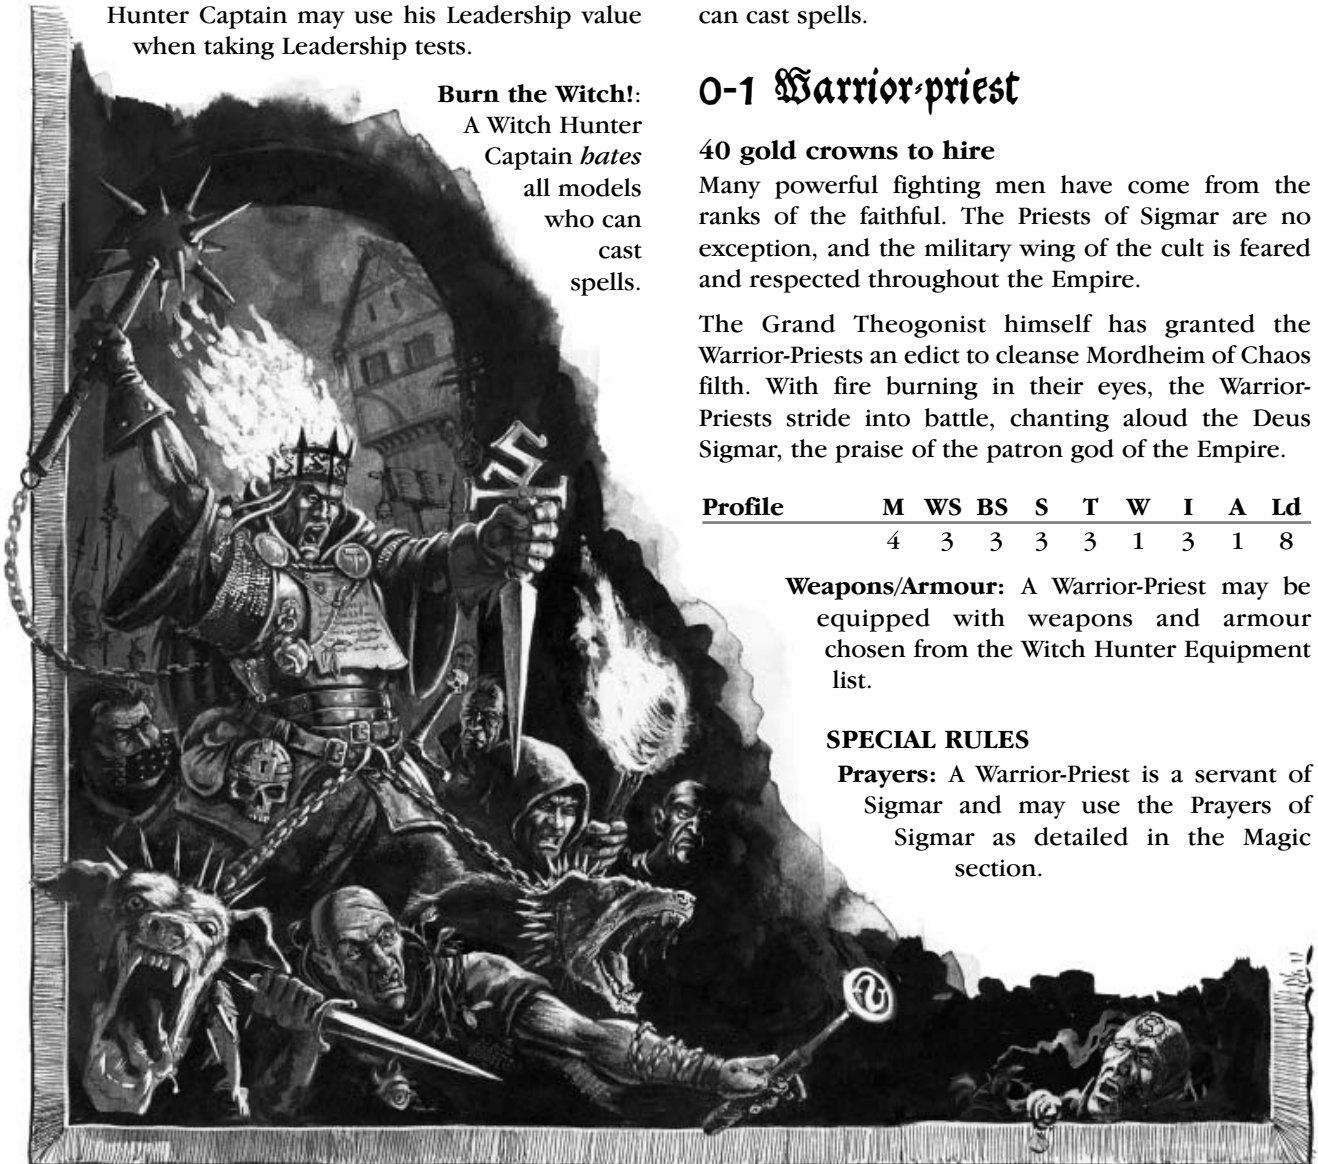 Hunter Captain may use his Leadership value
when taking Leadership tests.
Burn the Witch!:
A Witch Hunter
Captain hates
all models
who can
cast
spells.
can cast spells.
0-1 Warrior-priest
40 gold crowns to hire
Many powerful fighting men have come from the
ranks of the faithful. The Priests of Sigmar are no
exception, and the military wing of the cult is feared
and respected throughout the Empire.
The Grand Theogonist himself has granted the
Warrior-Priests an edict to cleanse Mordheim of Chaos
filth. With fire burning in their eyes, the Warrior-
Priests stride into battle, chanting aloud the Deus
Sigmar, the praise of the patron god of the Empire.
Profile M WS BS S T W I A Ld
4 3 3 3 3 1 3 1 8
Weapons/Armour: A Warrior-Priest may be
equipped with weapons and armour
chosen from the Witch Hunter Equipment
list.
SPECIAL RULES
Prayers: A Warrior-Priest is a servant of
Sigmar and may use the Prayers of
Sigmar as detailed in the Magic
section.